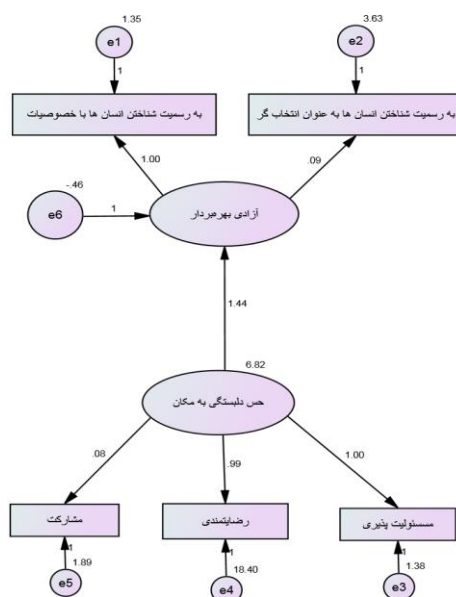 1.35
3.63
e1
e2
1
1
به رسمیت شناختن انسان ها با خصوصیات
به رسمیت شناختن انسان ها به عنوان انتخاب گر
1.00
.09
-.46
e6
1
آزادی بهره‌بردار
1.44
6.82
حس دلبستگی به مکان
.08
.99
1.00
مشارکت
رضایتمندی
مسسئولیت پذیری
1
1
1
1.89
18.40
1.38
e5
e4
e3